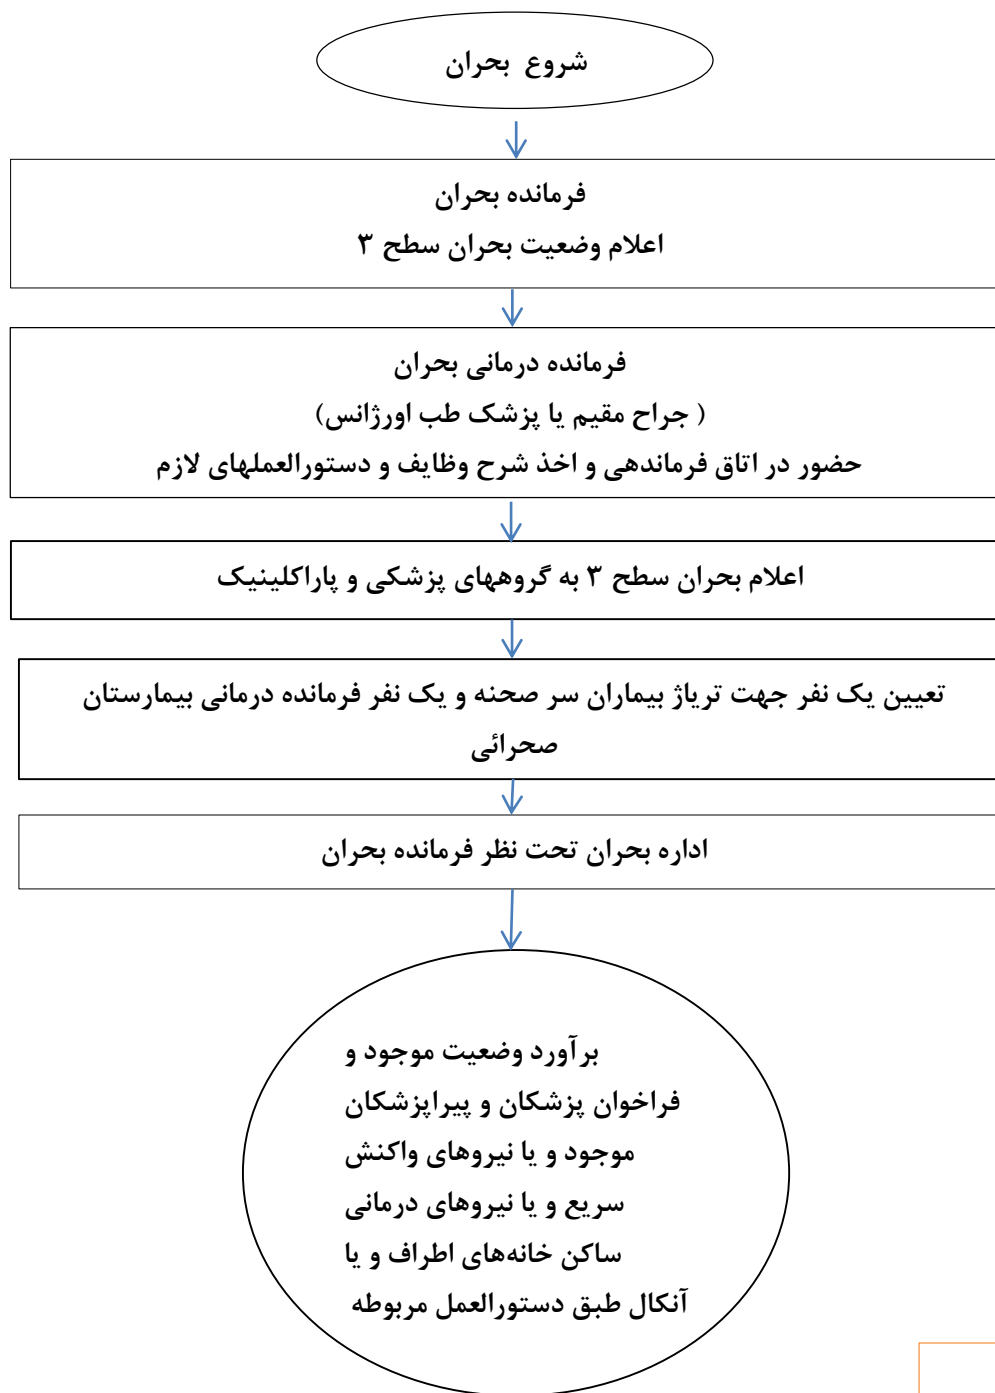 شروع بحران
فرمانده بحران
اعلام وضعیت بحران سطح ۳
فرمانده درمانی بحران
( جراح مقیم یا پزشک طب اورژانس)
حضور در اتاق فرماندهی و اخذ شرح وظایف و دستورالعملهای لازم
اعلام بحران سطح ۳ به گروههای پزشکی و پاراکلینیک
تعیین یک نفر جهت تریاژ بیماران سر صحنه و یک نفر فرمانده درمانی بیمارستان
صحرائی
اداره بحران تحت نظر فرمانده بحران
برآورد وضعیت موجود و
فراخوان پزشکان و پیراپزشکان
موجود و یا نیروهای واکنش
سریع و یا نیروهای درمانی
ساکن خانه‌های اطراف و یا
آنکال طبق دستورالعمل مربوطه